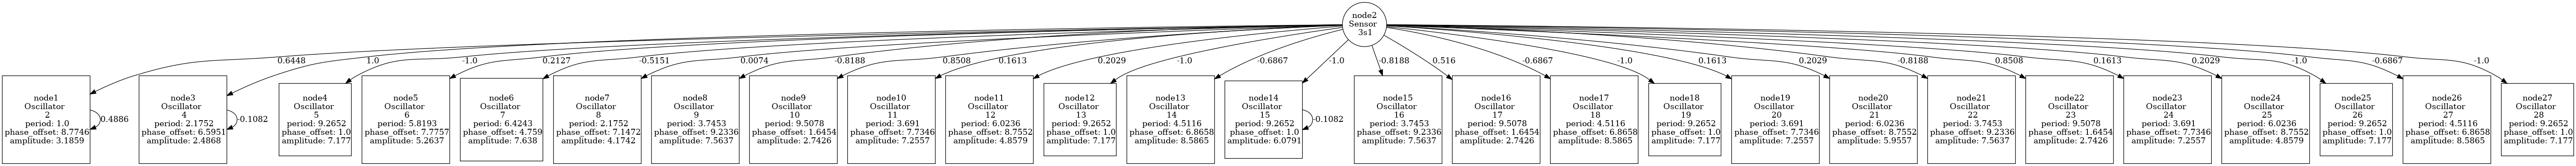 node2
Sensor
3s1
0.6448
1.0
-1.0
0.2127
-0.5151
0.0074
-0.8188
0.8508
0.1613
0.2029
-1.0
-0.6867
-1.0
-0.8188
0.516
-0.6867
-1.0
0.1613
0.2029
-0.8188
0.8508
0.1613
0.2029
-1.0
-0.6867
-1.0
node1
Oscillator
2
period: 1.0
phase_offset: 8.7746
amplitude: 3.1859
0.4886
node3
Oscillator
4
period: 2.1752
phase_offset: 6.5951
amplitude: 2.4868
-0.1082
node4
Oscillator
5
period: 9.2652
phase_offset: 1.0
amplitude: 7.177
node5
Oscillator
6
period: 5.8193
phase_offset: 7.7757
amplitude: 5.2637
node6
Oscillator
7
period: 6.4243
phase_offset: 4.759
amplitude: 7.638
node7
Oscillator
8
period: 2.1752
phase_offset: 7.1472
amplitude: 4.1742
node8
Oscillator
9
period: 3.7453
phase_offset: 9.2336
amplitude: 7.5637
node9
Oscillator
10
period: 9.5078
phase_offset: 1.6454
amplitude: 2.7426
node10
Oscillator
11
period: 3.691
phase_offset: 7.7346
amplitude: 7.2557
node11
Oscillator
12
period: 6.0236
phase_offset: 8.7552
amplitude: 4.8579
node12
Oscillator
13
period: 9.2652
phase_offset: 1.0
amplitude: 7.177
node13
Oscillator
14
period: 4.5116
phase_offset: 6.8658
amplitude: 8.5865
node14
Oscillator
15
period: 9.2652
phase_offset: 1.0
amplitude: 6.0791
-0.1082
node15
Oscillator
16
period: 3.7453
phase_offset: 9.2336
amplitude: 7.5637
node16
Oscillator
17
period: 9.5078
phase_offset: 1.6454
amplitude: 2.7426
node17
Oscillator
18
period: 4.5116
phase_offset: 6.8658
amplitude: 8.5865
node18
Oscillator
19
period: 9.2652
phase_offset: 1.0
amplitude: 7.177
node19
Oscillator
20
period: 3.691
phase_offset: 7.7346
amplitude: 7.2557
node20
Oscillator
21
period: 6.0236
phase_offset: 8.7552
amplitude: 5.9557
node21
Oscillator
22
period: 3.7453
phase_offset: 9.2336
amplitude: 7.5637
node22
Oscillator
23
period: 9.5078
phase_offset: 1.6454
amplitude: 2.7426
node23
Oscillator
24
period: 3.691
phase_offset: 7.7346
amplitude: 7.2557
node24
Oscillator
25
period: 6.0236
phase_offset: 8.7552
amplitude: 4.8579
node25
Oscillator
26
period: 9.2652
phase_offset: 1.0
amplitude: 7.177
node26
Oscillator
27
period: 4.5116
phase_offset: 6.8658
amplitude: 8.5865
node27
Oscillator
28
period: 9.2652
phase_offset: 1.0
amplitude: 7.177